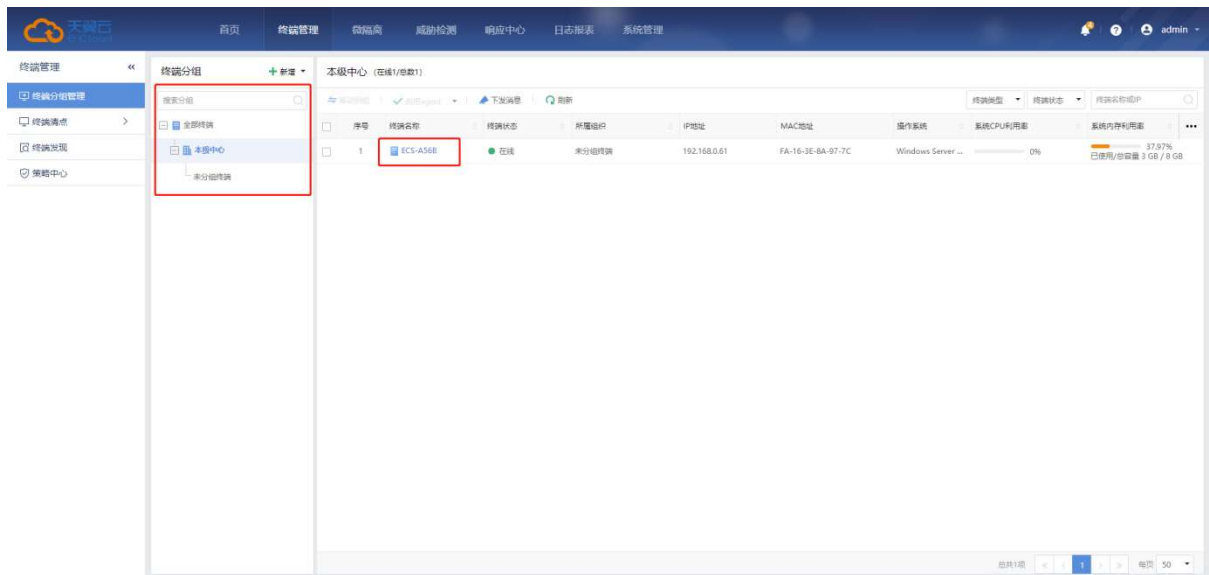 天翼云
首页 终端管理 微隔离 威胁检测 响应中心 日志报表 系统管理 admin
终端管理 «
终端分组管理
终端清点 >
终端发现
策略中心
终端分组 + 新增
搜索分组
全部终端
本级中心
未分组终端
本级中心 (在线1/总数1)
下发消息 刷新 终端类型 终端状态 终端名称或IP
序号 终端名称 终端状态 所属组织 IP地址 MAC地址 操作系统 系统CPU利用率 系统内存利用率 •••
1 ECS-A56B 在线 未分组终端 192.168.0.61 FA-16-3E-8A-97-7C Windows Server ... 0% 37.97%
已使用/总容量 3 GB / 8 GB
总共1项 « < 1 > » 每页 50